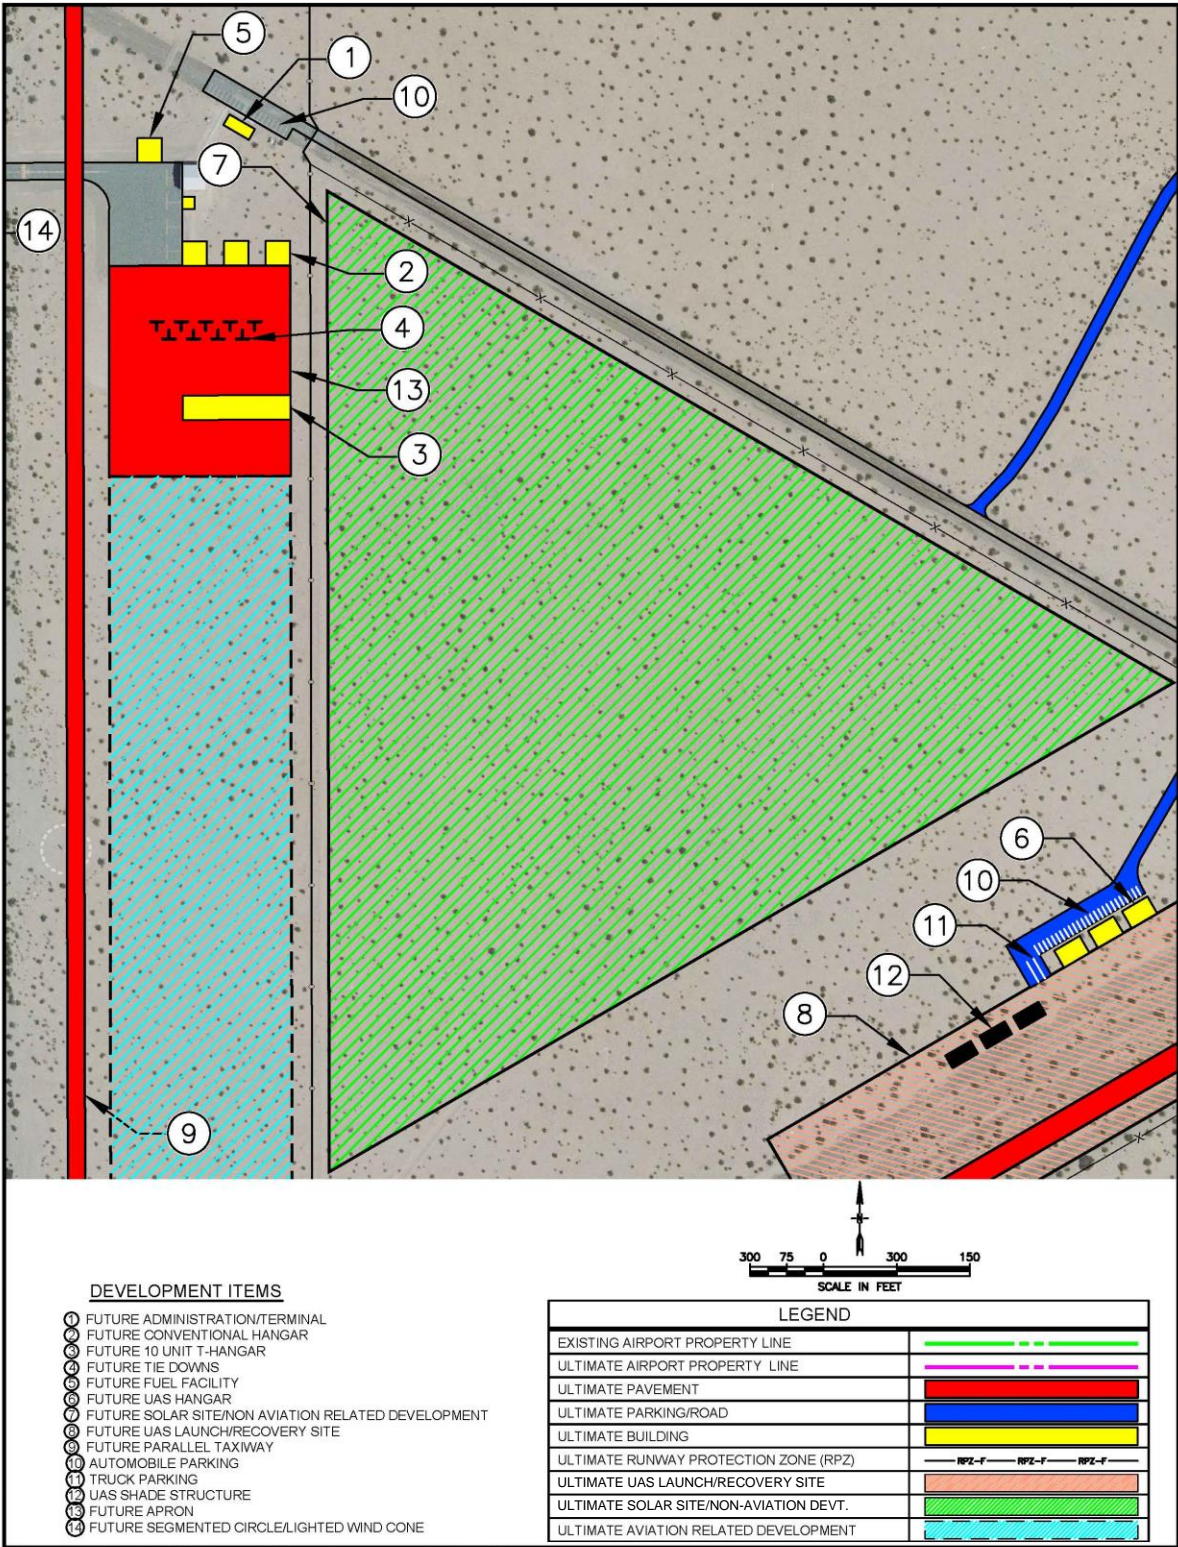 5
1
10
7
14
2
4
13
3
6
10
11
12
8
9
N
300 75 0 300 150
SCALE IN FEET
DEVELOPMENT ITEMS
1 FUTURE ADMINISTRATION/TERMINAL
2 FUTURE CONVENTIONAL HANGAR
3 FUTURE 10 UNIT T-HANGAR
4 FUTURE TIE DOWNS
5 FUTURE FUEL FACILITY
6 FUTURE UAS HANGAR
7 FUTURE SOLAR SITE/NON AVIATION RELATED DEVELOPMENT
8 FUTURE UAS LAUNCH/RECOVERY SITE
9 FUTURE PARALLEL TAXIWAY
10 AUTOMOBILE PARKING
11 TRUCK PARKING
12 UAS SHADE STRUCTURE
13 FUTURE APRON
14 FUTURE SEGMENTED CIRCLE/LIGHTED WIND CONE
LEGEND
EXISTING AIRPORT PROPERTY LINE
ULTIMATE AIRPORT PROPERTY LINE
ULTIMATE PAVEMENT
ULTIMATE PARKING/ROAD
ULTIMATE BUILDING
ULTIMATE RUNWAY PROTECTION ZONE (RPZ) RPZ-F RPZ-F RPZ-F
ULTIMATE UAS LAUNCH/RECOVERY SITE
ULTIMATE SOLAR SITE/NON-AVIATION DEVT.
ULTIMATE AVIATION RELATED DEVELOPMENT